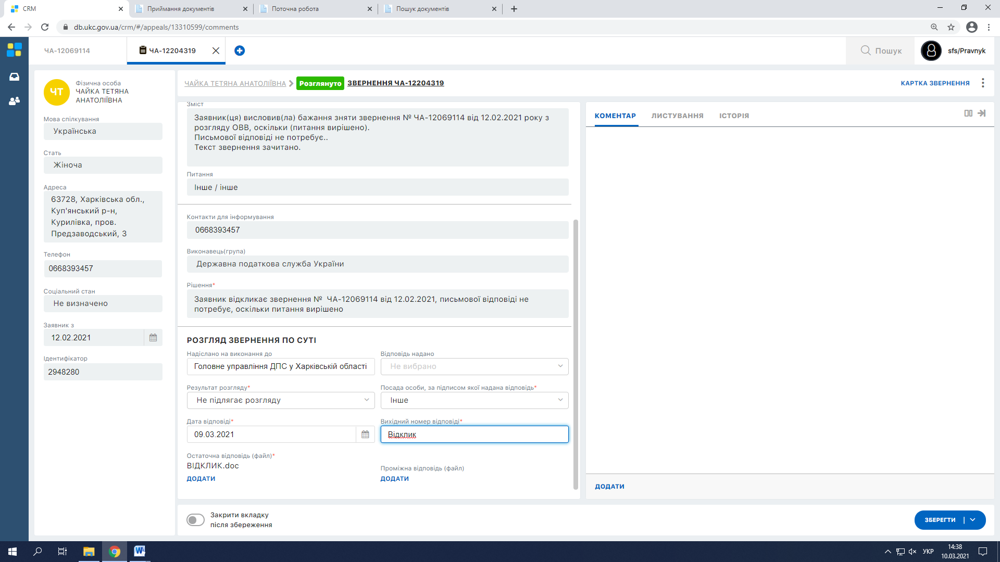 CRM
Приймання документів
Поточна робота
Пошук документів
db.ukc.gov.ua/crm/#/appeals/13310599/comments
ЧА-12069114
ЧА-12204319
Пошук
sfs/Pravnyk
ЧТ
Фізична особа
ЧАЙКА ТЕТЯНА
АНАТОЛІЇВНА
Мова спілкування
Українська
Стать
Жіноча
Адреса
63728, Харківська обл.,
Куп'янський р-н,
Курилівка, пров.
Предзаводський, 3
Телефон
0668393457
Соціальний стан
Не визначено
Заявник з
12.02.2021
Ідентифікатор
2948280
ЧАЙКА ТЕТЯНА АНАТОЛІЇВНА
Розглянуто
ЗВЕРНЕННЯ ЧА-12204319
КАРТКА ЗВЕРНЕННЯ
Зміст
Заявник(ця) висловив(ла) бажання зняти звернення № ЧА-12069114 від 12.02.2021 року з
розгляду ОВВ, оскільки (питання вирішено).
Письмової відповіді не потребує..
Текст звернення зачитано.
Питання
Інше / інше
Контакти для інформування
0668393457
Виконавець(група)
Державна податкова служба України
Рішення*
Заявник відкликає звернення №  ЧА-12069114 від 12.02.2021, письмової відповіді не
потребує, оскільки питання вирішено
РОЗГЛЯД ЗВЕРНЕННЯ ПО СУТІ
Надіслано на виконання до
Головне управління ДПС у Харківській області
Відповідь надано
Не вибрано
Результат розгляду*
Не підлягає розгляду
Посада особи, за підписом якої надана відповідь*
Інше
Дата відповіді*
09.03.2021
Вихідний номер відповіді*
Відклик
Остаточна відповідь (файл)*
ВІДКЛИК.doc
ДОДАТИ
Проміжна відповідь (файл)
ДОДАТИ
КОМЕНТАР
ЛИСТУВАННЯ
ІСТОРІЯ
ДОДАТИ
Закрити вкладку
після збереження
ЗБЕРЕГТИ
УКР
14:38
10.03.2021